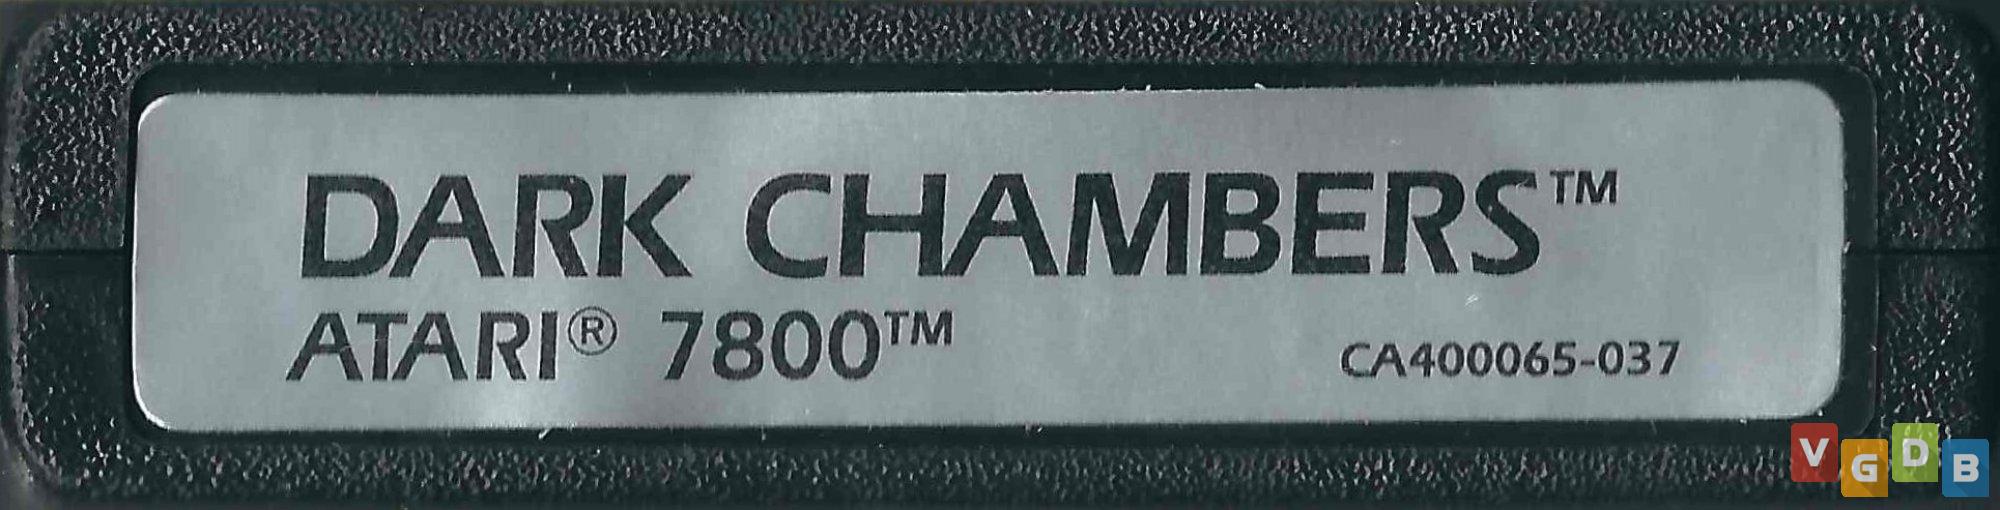 DARK CHAMBERS™
ATARI® 7800™
CA400065-037
VGDB